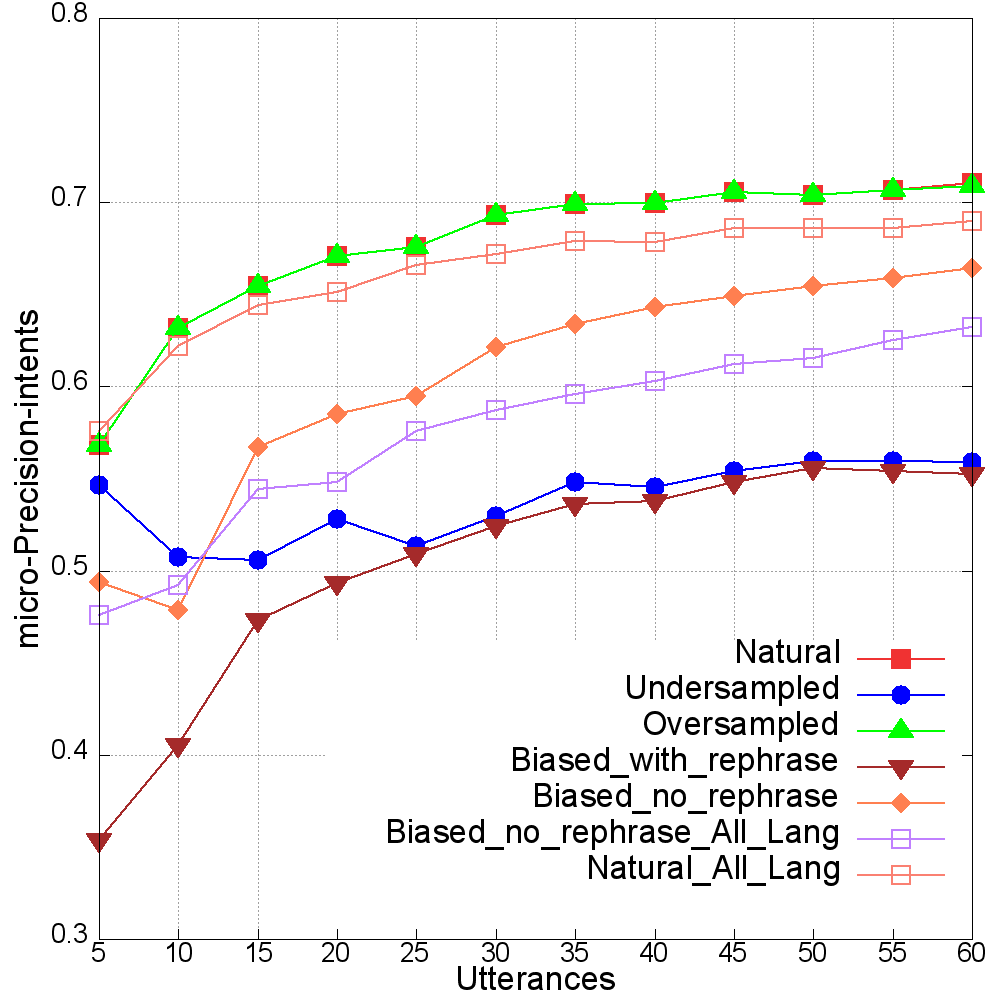 0.8
0.7
0.6
0.5
0.4
0.3
micro-Precision-intents
Natural
Undersampled
Oversampled
Biased_with_rephrase
Biased_no_rephrase
Biased_no_rephrase_All_Lang
Natural_All_Lang
5 10 15 20 25 30 35 40 45 50 55 60
Utterances